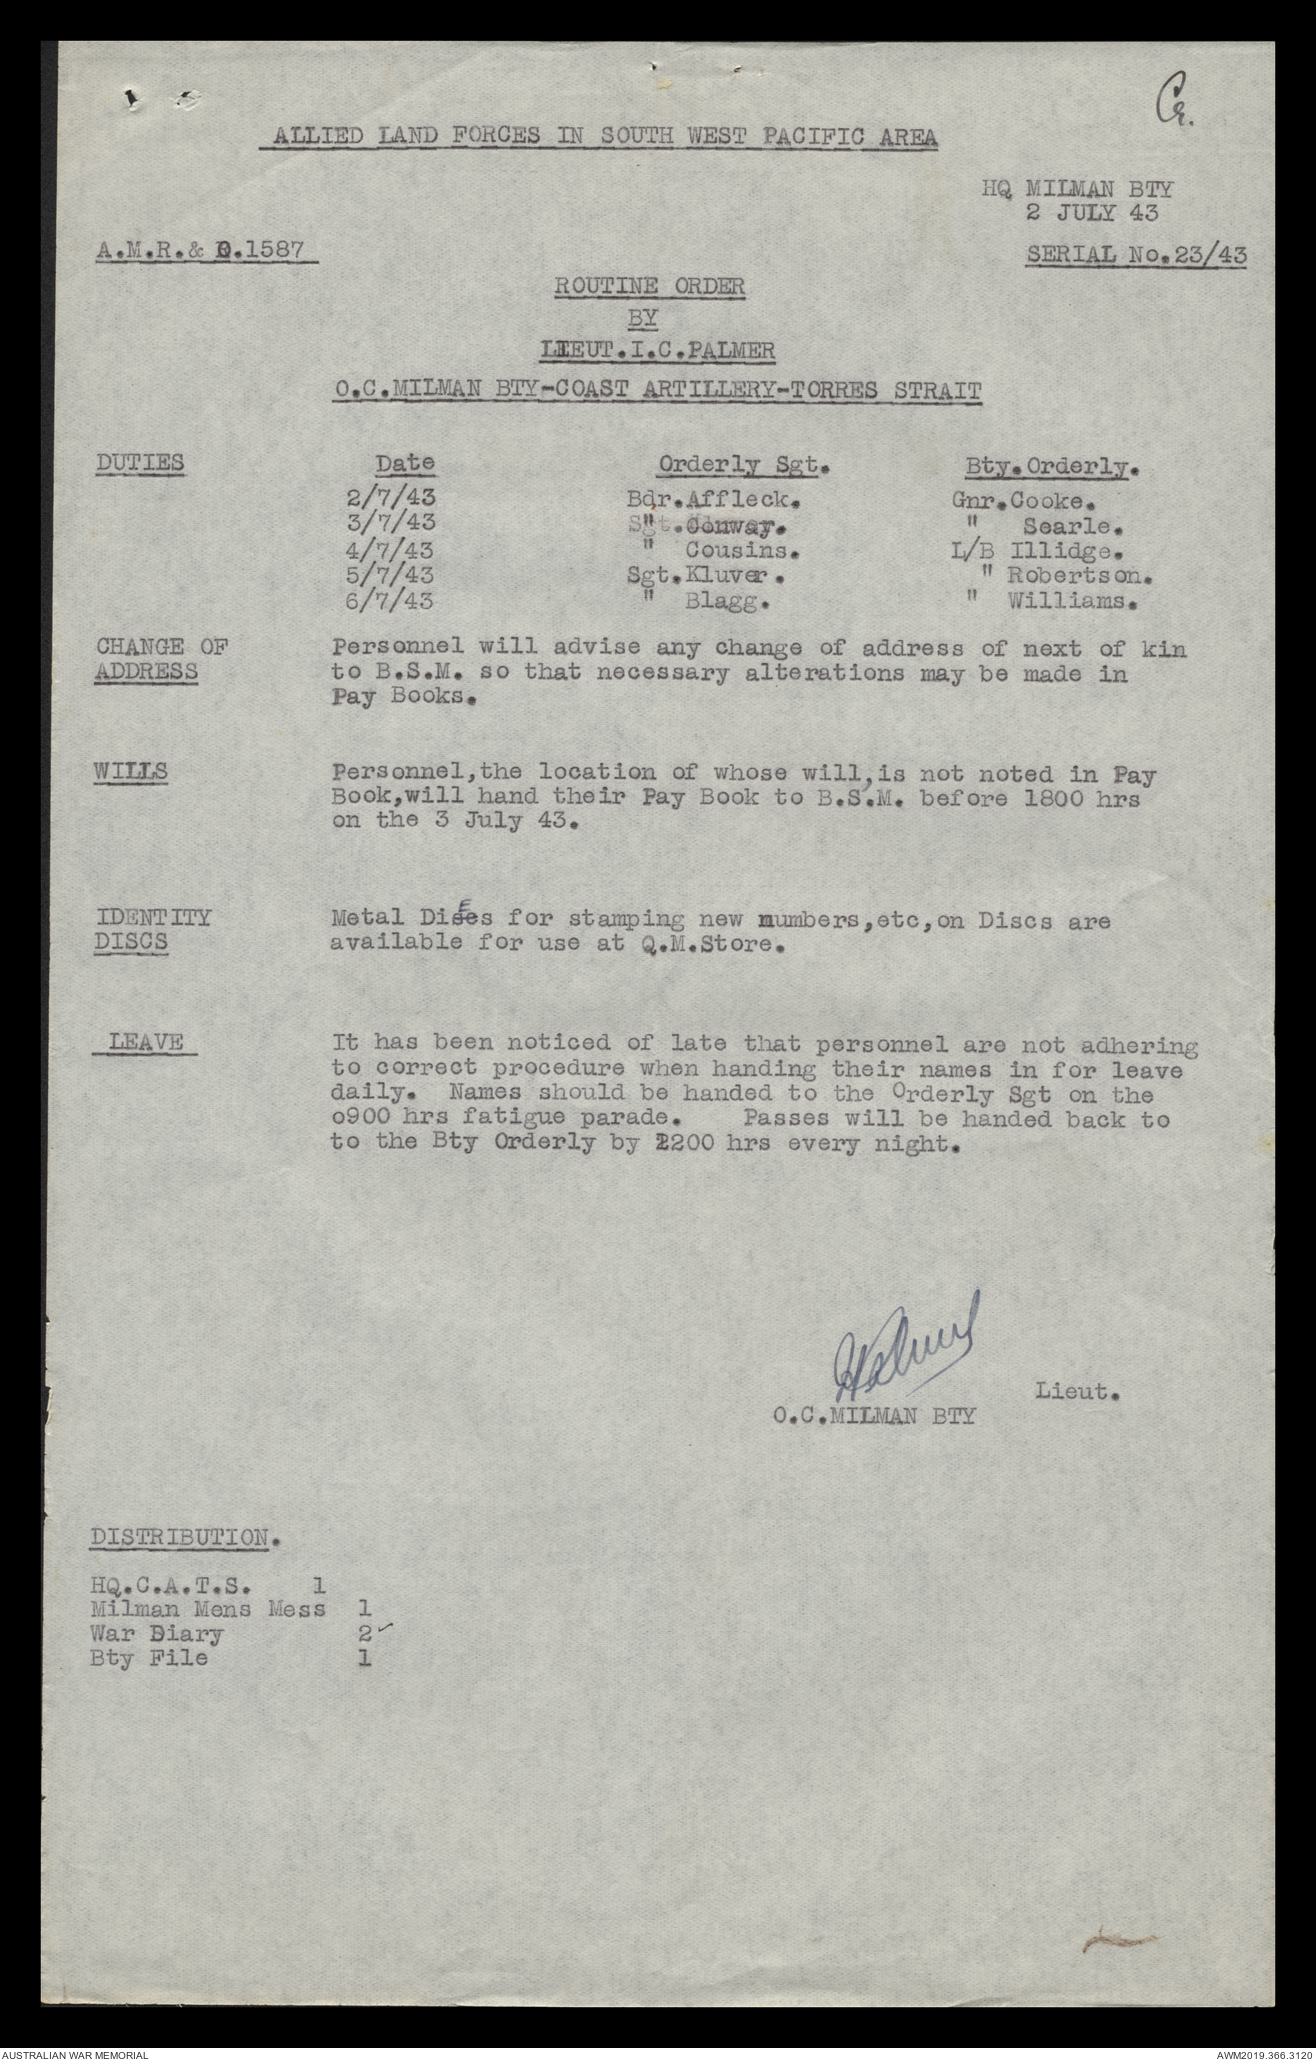 ALLIED LAND FORCES IN SOUTH WEST PACIFIC AREA
HQ MILMAN BTY
2 JULY 43
A.M.R.& O.1587
SERIAL No.23/43
ROUTINE ORDER
BY
LIEUT.I.C.PALMER
O.C.MILMAN BTY-COAST ARTILLERY-TORRES STRAIT
DUTIES Date Orderly Sgt. Bty.Orderly.
2/7/43 Bdr.Affleck. Gnr.Cooke.
3/7/43 " Conway. " Searle.
4/7/43 " Cousins. L/B Illidge.
5/7/43 Sgt.Kluver. " Robertson.
6/7/43 " Blagg. " Williams.
CHANGE OF Personnel will advise any change of address of next of kin
ADDRESS to B.S.M. so that necessary alterations may be made in
Pay Books.
WILLS Personnel,the location of whose will,is not noted in Pay
Book,will hand their Pay Book to B.S.M. before 1800 hrs
on the 3 July 43.
IDENTITY Metal Dies for stamping new numbers,etc,on Discs are
DISCS available for use at Q.M.Store.
LEAVE It has been noticed of late that personnel are not adhering
to correct procedure when handing their names in for leave
daily. Names should be handed to the Orderly Sgt on the
o900 hrs fatigue parade. Passes will be handed back to
to the Bty Orderly by 2200 hrs every night.
Lieut.
O.C.MILMAN BTY
DISTRIBUTION.
HQ.C.A.T.S. 1
Milman Mens Mess 1
War Diary 2
Bty File 1
AUSTRALIAN WAR MEMORIAL AWM2019.366.3120